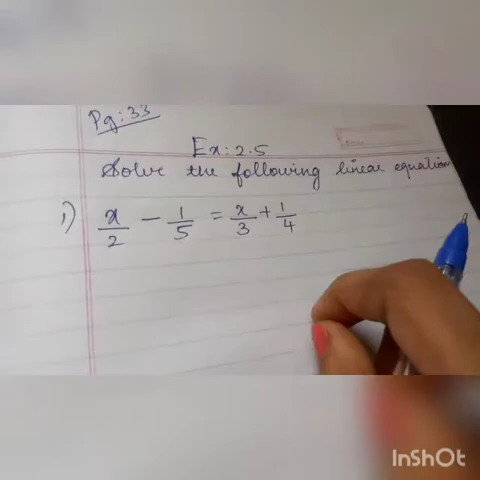 Pg: 33
Ex: 2.5
Solve the following linear equation
1) x/2 - 1/5 = x/3 + 1/4
InShOt